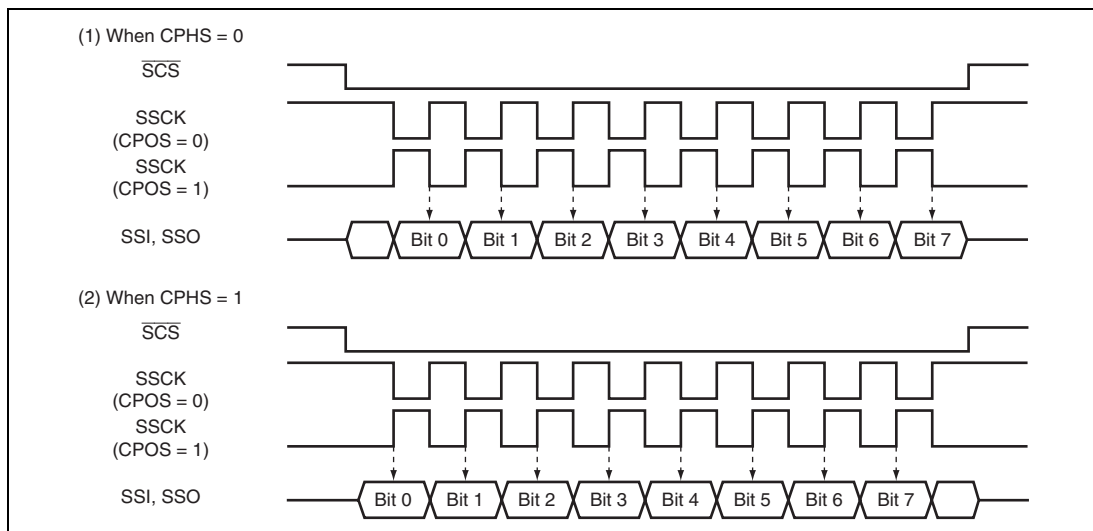 (1) When CPHS = 0
SCS
SSCK
(CPOS = 0)
SSCK
(CPOS = 1)
SSI, SSO
Bit 0 Bit 1 Bit 2 Bit 3 Bit 4 Bit 5 Bit 6 Bit 7
(2) When CPHS = 1
SCS
SSCK
(CPOS = 0)
SSCK
(CPOS = 1)
SSI, SSO
Bit 0 Bit 1 Bit 2 Bit 3 Bit 4 Bit 5 Bit 6 Bit 7